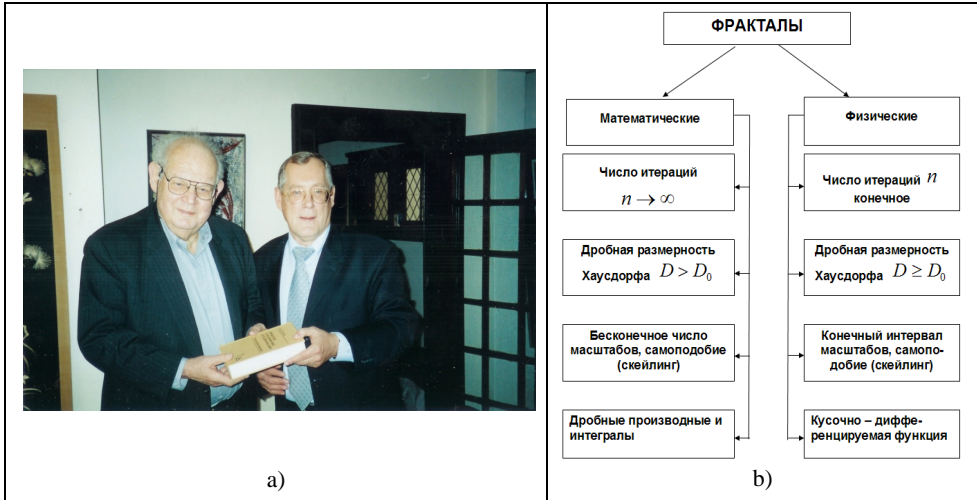 ФРАКТАЛЫ
Математические
Физические
Число итераций
n → ∞
Число итераций n
конечное
Дробная размерность
Хаусдорфа D > D₀
Дробная размерность
Хаусдорфа D ≥ D₀
Бесконечное число
масштабов, самоподобие
(скейлинг)
Конечный интервал
масштабов, самопо-
добие (скейлинг)
Дробные производные и
интегралы
Кусочно – диффе-
ренцируемая функция
a)
b)